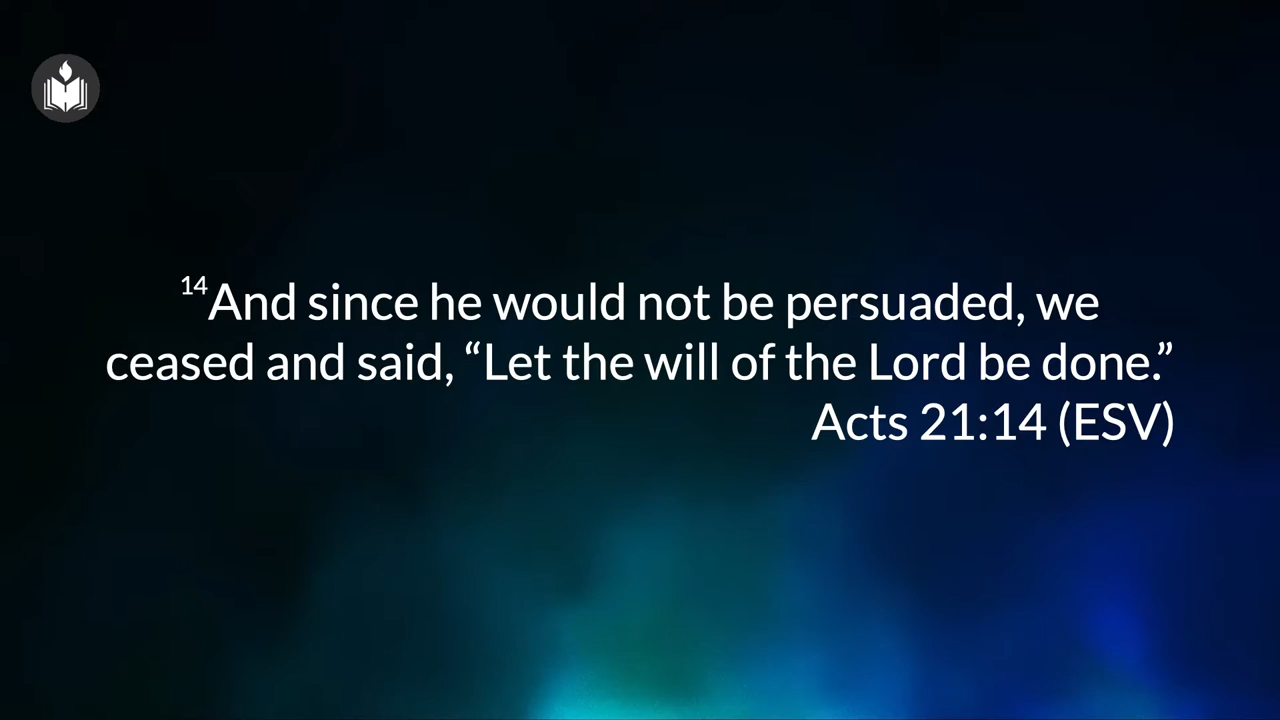 14And since he would not be persuaded, we
ceased and said, “Let the will of the Lord be done.”
Acts 21:14 (ESV)